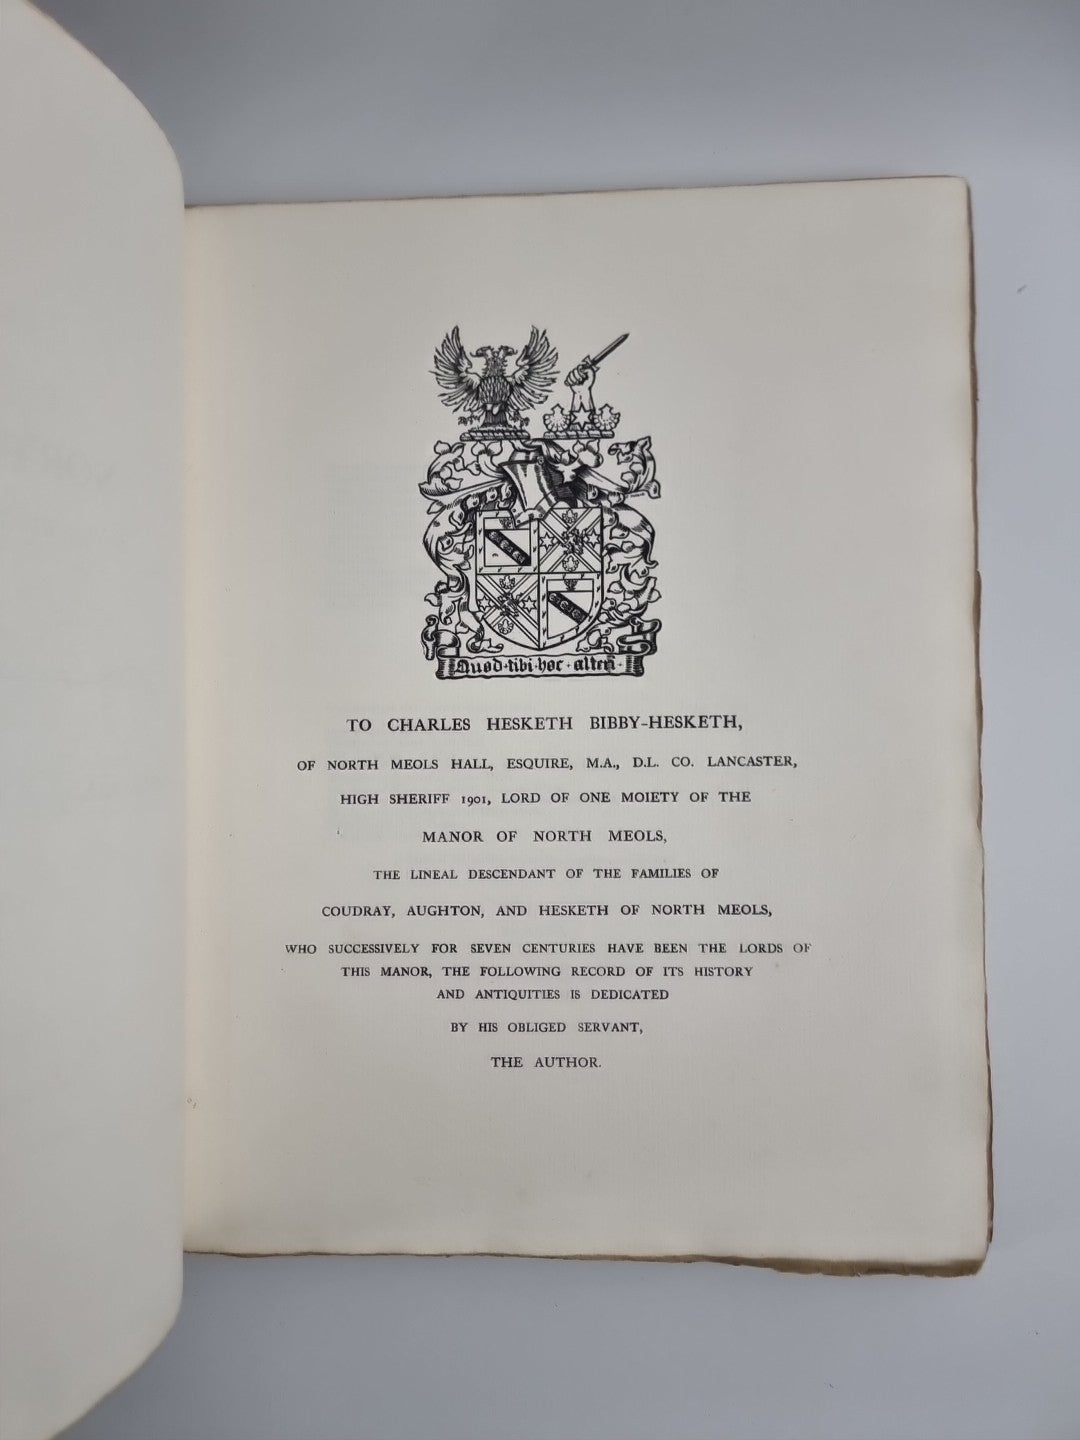 Quod · tibi · hoc · alteri ·
TO CHARLES HESKETH BIBBY-HESKETH,
OF NORTH MEOLS HALL, ESQUIRE, M.A., D.L. CO. LANCASTER,
HIGH SHERIFF 1901, LORD OF ONE MOIETY OF THE
MANOR OF NORTH MEOLS,
THE LINEAL DESCENDANT OF THE FAMILIES OF
COUDRAY, AUGHTON, AND HESKETH OF NORTH MEOLS,
WHO SUCCESSIVELY FOR SEVEN CENTURIES HAVE BEEN THE LORDS OF
THIS MANOR, THE FOLLOWING RECORD OF ITS HISTORY
AND ANTIQUITIES IS DEDICATED
BY HIS OBLIGED SERVANT,
THE AUTHOR.